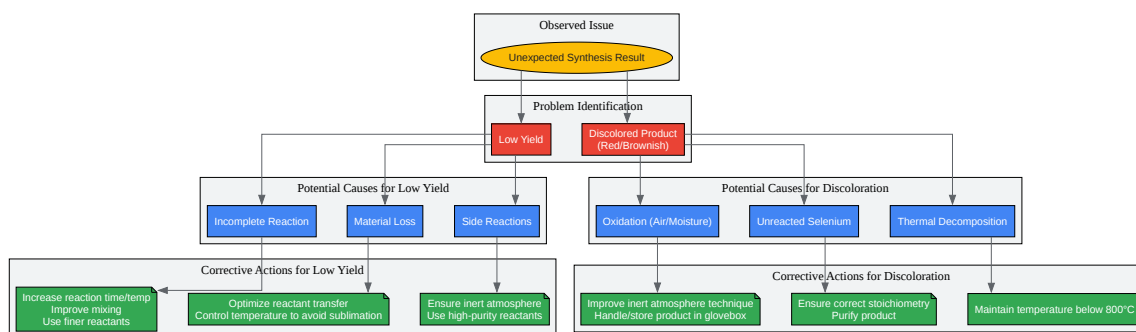 Observed Issue
Unexpected Synthesis Result
Problem Identification
Low Yield
Discolored Product
(Red/Brownish)
Potential Causes for Low Yield
Incomplete Reaction
Material Loss
Side Reactions
Potential Causes for Discoloration
Oxidation (Air/Moisture)
Unreacted Selenium
Thermal Decomposition
Corrective Actions for Low Yield
Increase reaction time/temp
Improve mixing
Use finer reactants
Optimize reactant transfer
Control temperature to avoid sublimation
Ensure inert atmosphere
Use high-purity reactants
Corrective Actions for Discoloration
Improve inert atmosphere technique
Handle/store product in glovebox
Ensure correct stoichiometry
Purify product
Maintain temperature below 800°C